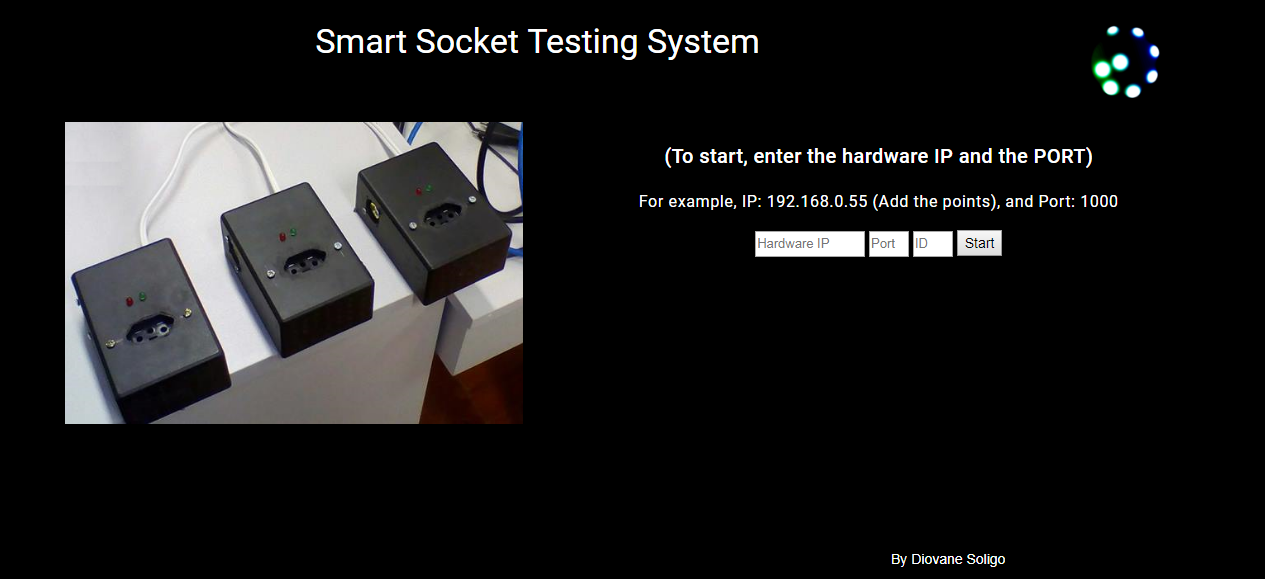 Smart Socket Testing System
(To start, enter the hardware IP and the PORT)
For example, IP: 192.168.0.55 (Add the points), and Port: 1000
Hardware IP Port ID Start
By Diovane Soligo